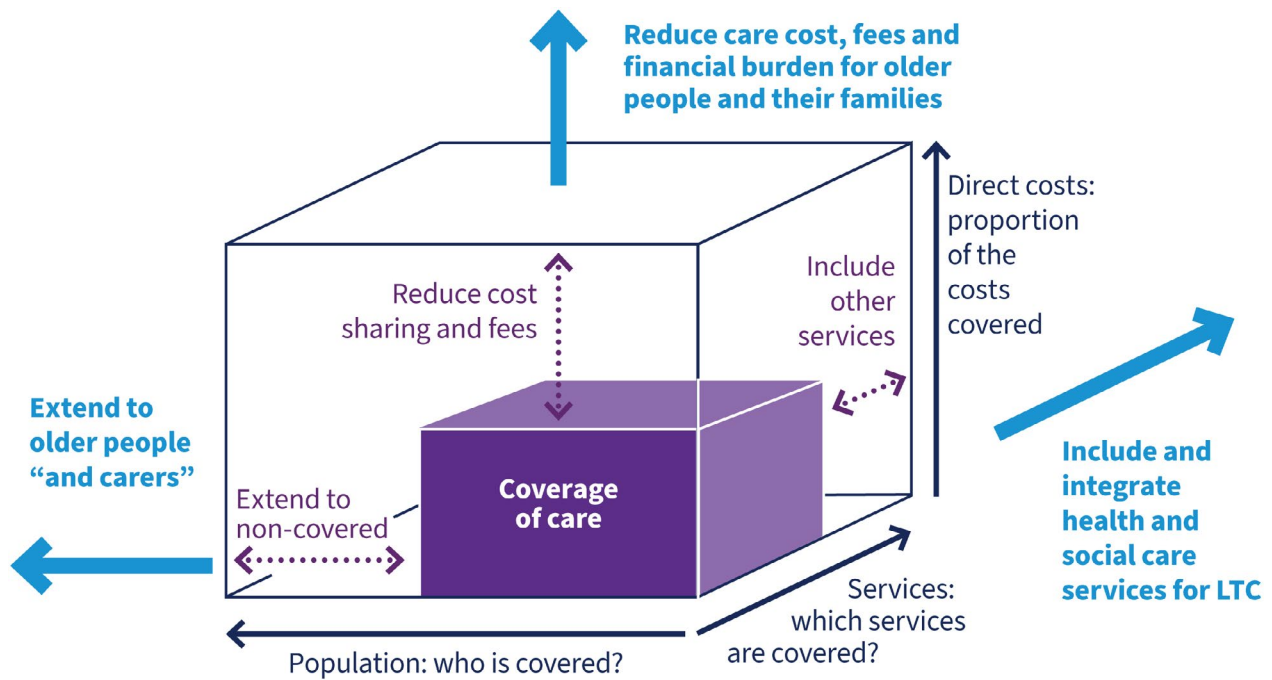 Reduce care cost, fees and
financial burden for older
people and their families
Direct costs:
proportion
of the
costs
covered
Include
other
services
Reduce cost
sharing and fees
Extend to
older people
“and carers”
Include and
integrate
health and
social care
services for LTC
Coverage
of care
Extend to
non-covered
Services:
which services
are covered?
Population: who is covered?